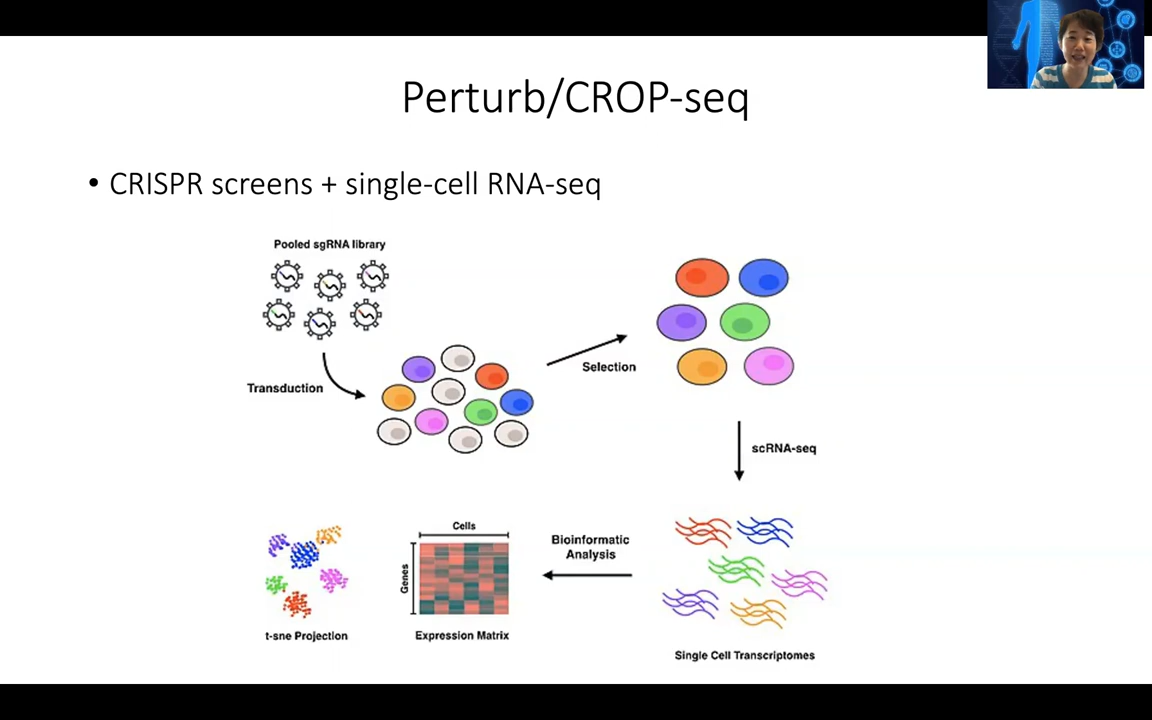 Perturb/CROP-seq
• CRISPR screens + single-cell RNA-seq
Pooled sgRNA library
Transduction
Selection
scRNA-seq
Single Cell Transcriptomes
Bioinformatic
Analysis
Cells
Genes
Expression Matrix
t-sne Projection